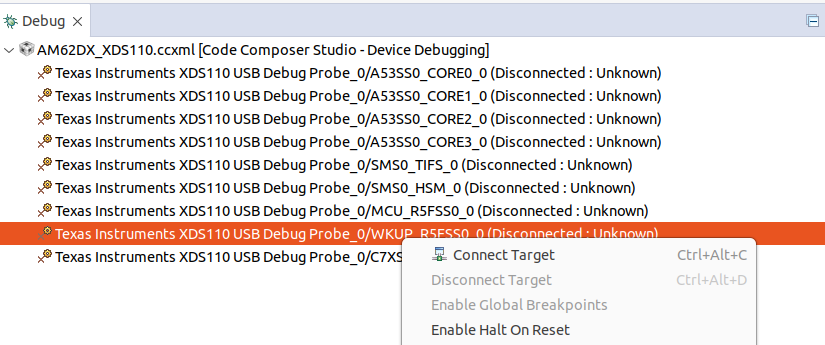 Debug
AM62DX_XDS110.ccxml [Code Composer Studio - Device Debugging]
Texas Instruments XDS110 USB Debug Probe_0/A53SS0_CORE0_0 (Disconnected : Unknown)
Texas Instruments XDS110 USB Debug Probe_0/A53SS0_CORE1_0 (Disconnected : Unknown)
Texas Instruments XDS110 USB Debug Probe_0/A53SS0_CORE2_0 (Disconnected : Unknown)
Texas Instruments XDS110 USB Debug Probe_0/A53SS0_CORE3_0 (Disconnected : Unknown)
Texas Instruments XDS110 USB Debug Probe_0/SMS0_TIFS_0 (Disconnected : Unknown)
Texas Instruments XDS110 USB Debug Probe_0/SMS0_HSM_0 (Disconnected : Unknown)
Texas Instruments XDS110 USB Debug Probe_0/MCU_R5FSS0_0 (Disconnected : Unknown)
Texas Instruments XDS110 USB Debug Probe_0/WKUP_R5FSS0_0 (Disconnected : Unknown)
Texas Instruments XDS110 USB Debug Probe_0/C7XS
Connect Target Ctrl+Alt+C
Disconnect Target Ctrl+Alt+D
Enable Global Breakpoints
Enable Halt On Reset